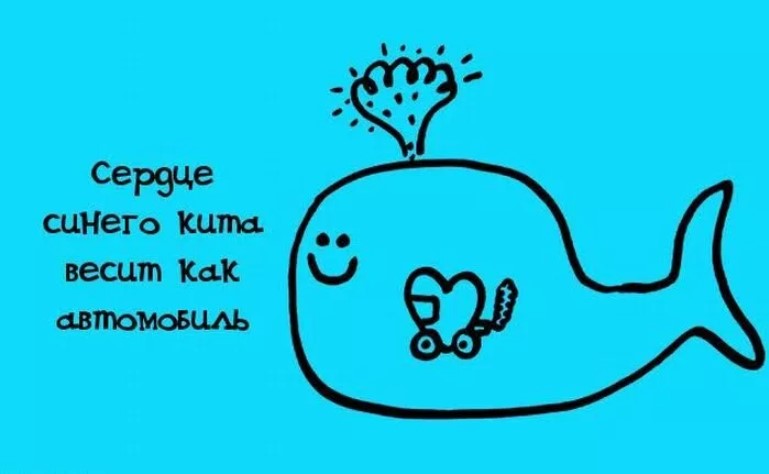 Сердце
синего кита
весит как
автомобиль